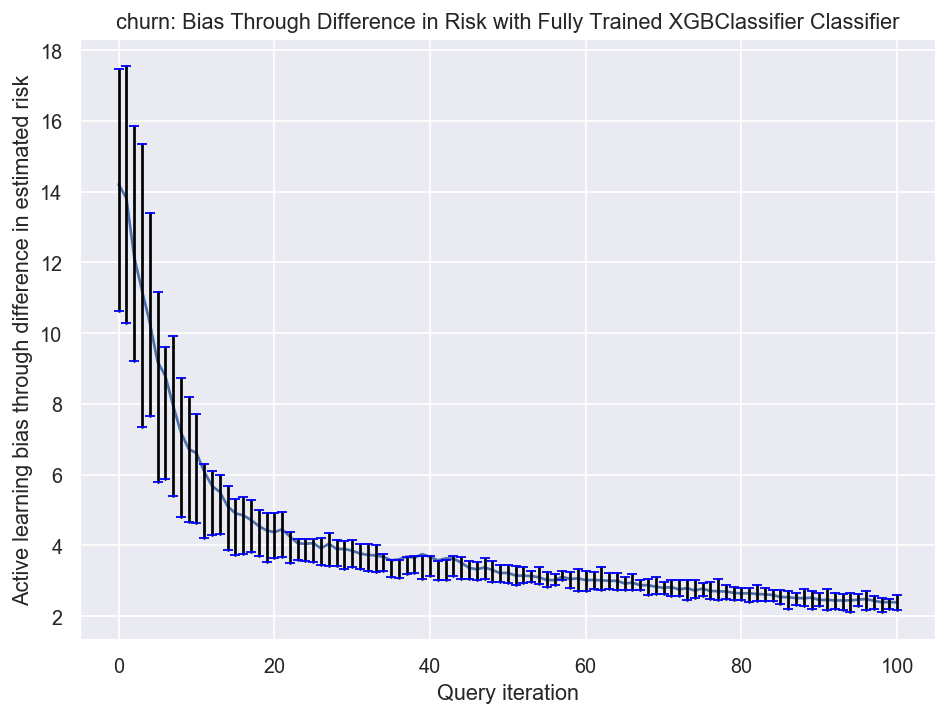 churn: Bias Through Difference in Risk with Fully Trained XGBClassifier Classifier
Active learning bias through difference in estimated risk
18
16
14
12
10
8
6
4
2
0 20 40 60 80 100
Query iteration